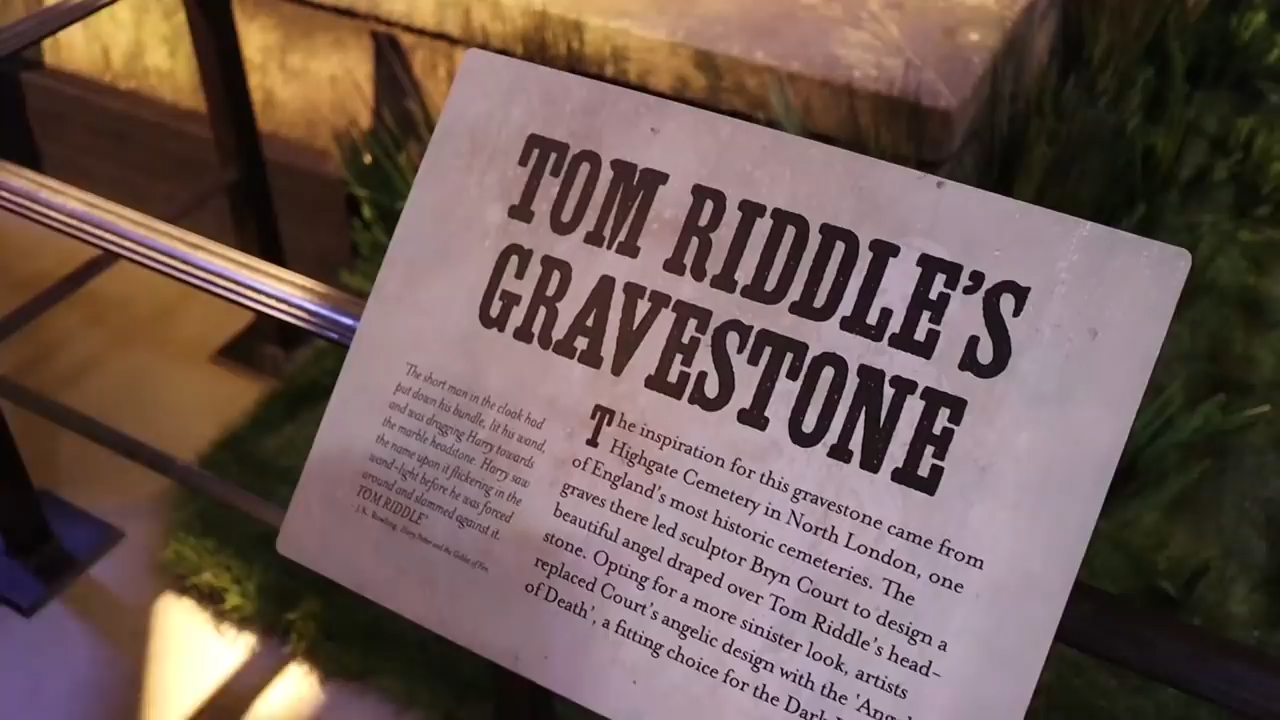 TOM RIDDLE'S
GRAVESTONE
'The short man in the cloak had
put down his bundle, lit his wand,
and was dragging Harry towards
the marble headstone. Harry saw
the name upon it flickering in the
wand-light before he was forced
around and slammed against it.
TOM RIDDLE'
- J.K. Rowling, Harry Potter and the Goblet of Fire
The inspiration for this gravestone came from
Highgate Cemetery in North London, one
of England's most historic cemeteries. The
graves there led sculptor Bryn Court to design a
beautiful angel draped over Tom Riddle's head-
stone. Opting for a more sinister look, artists
replaced Court's angelic design with the 'Angel
of Death', a fitting choice for the Dark